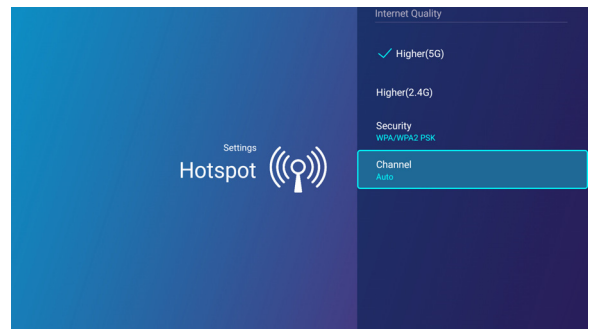 Settings
Hotspot
Internet Quality
Higher(5G)
Higher(2.4G)
Security
WPA/WPA2 PSK
Channel
Auto